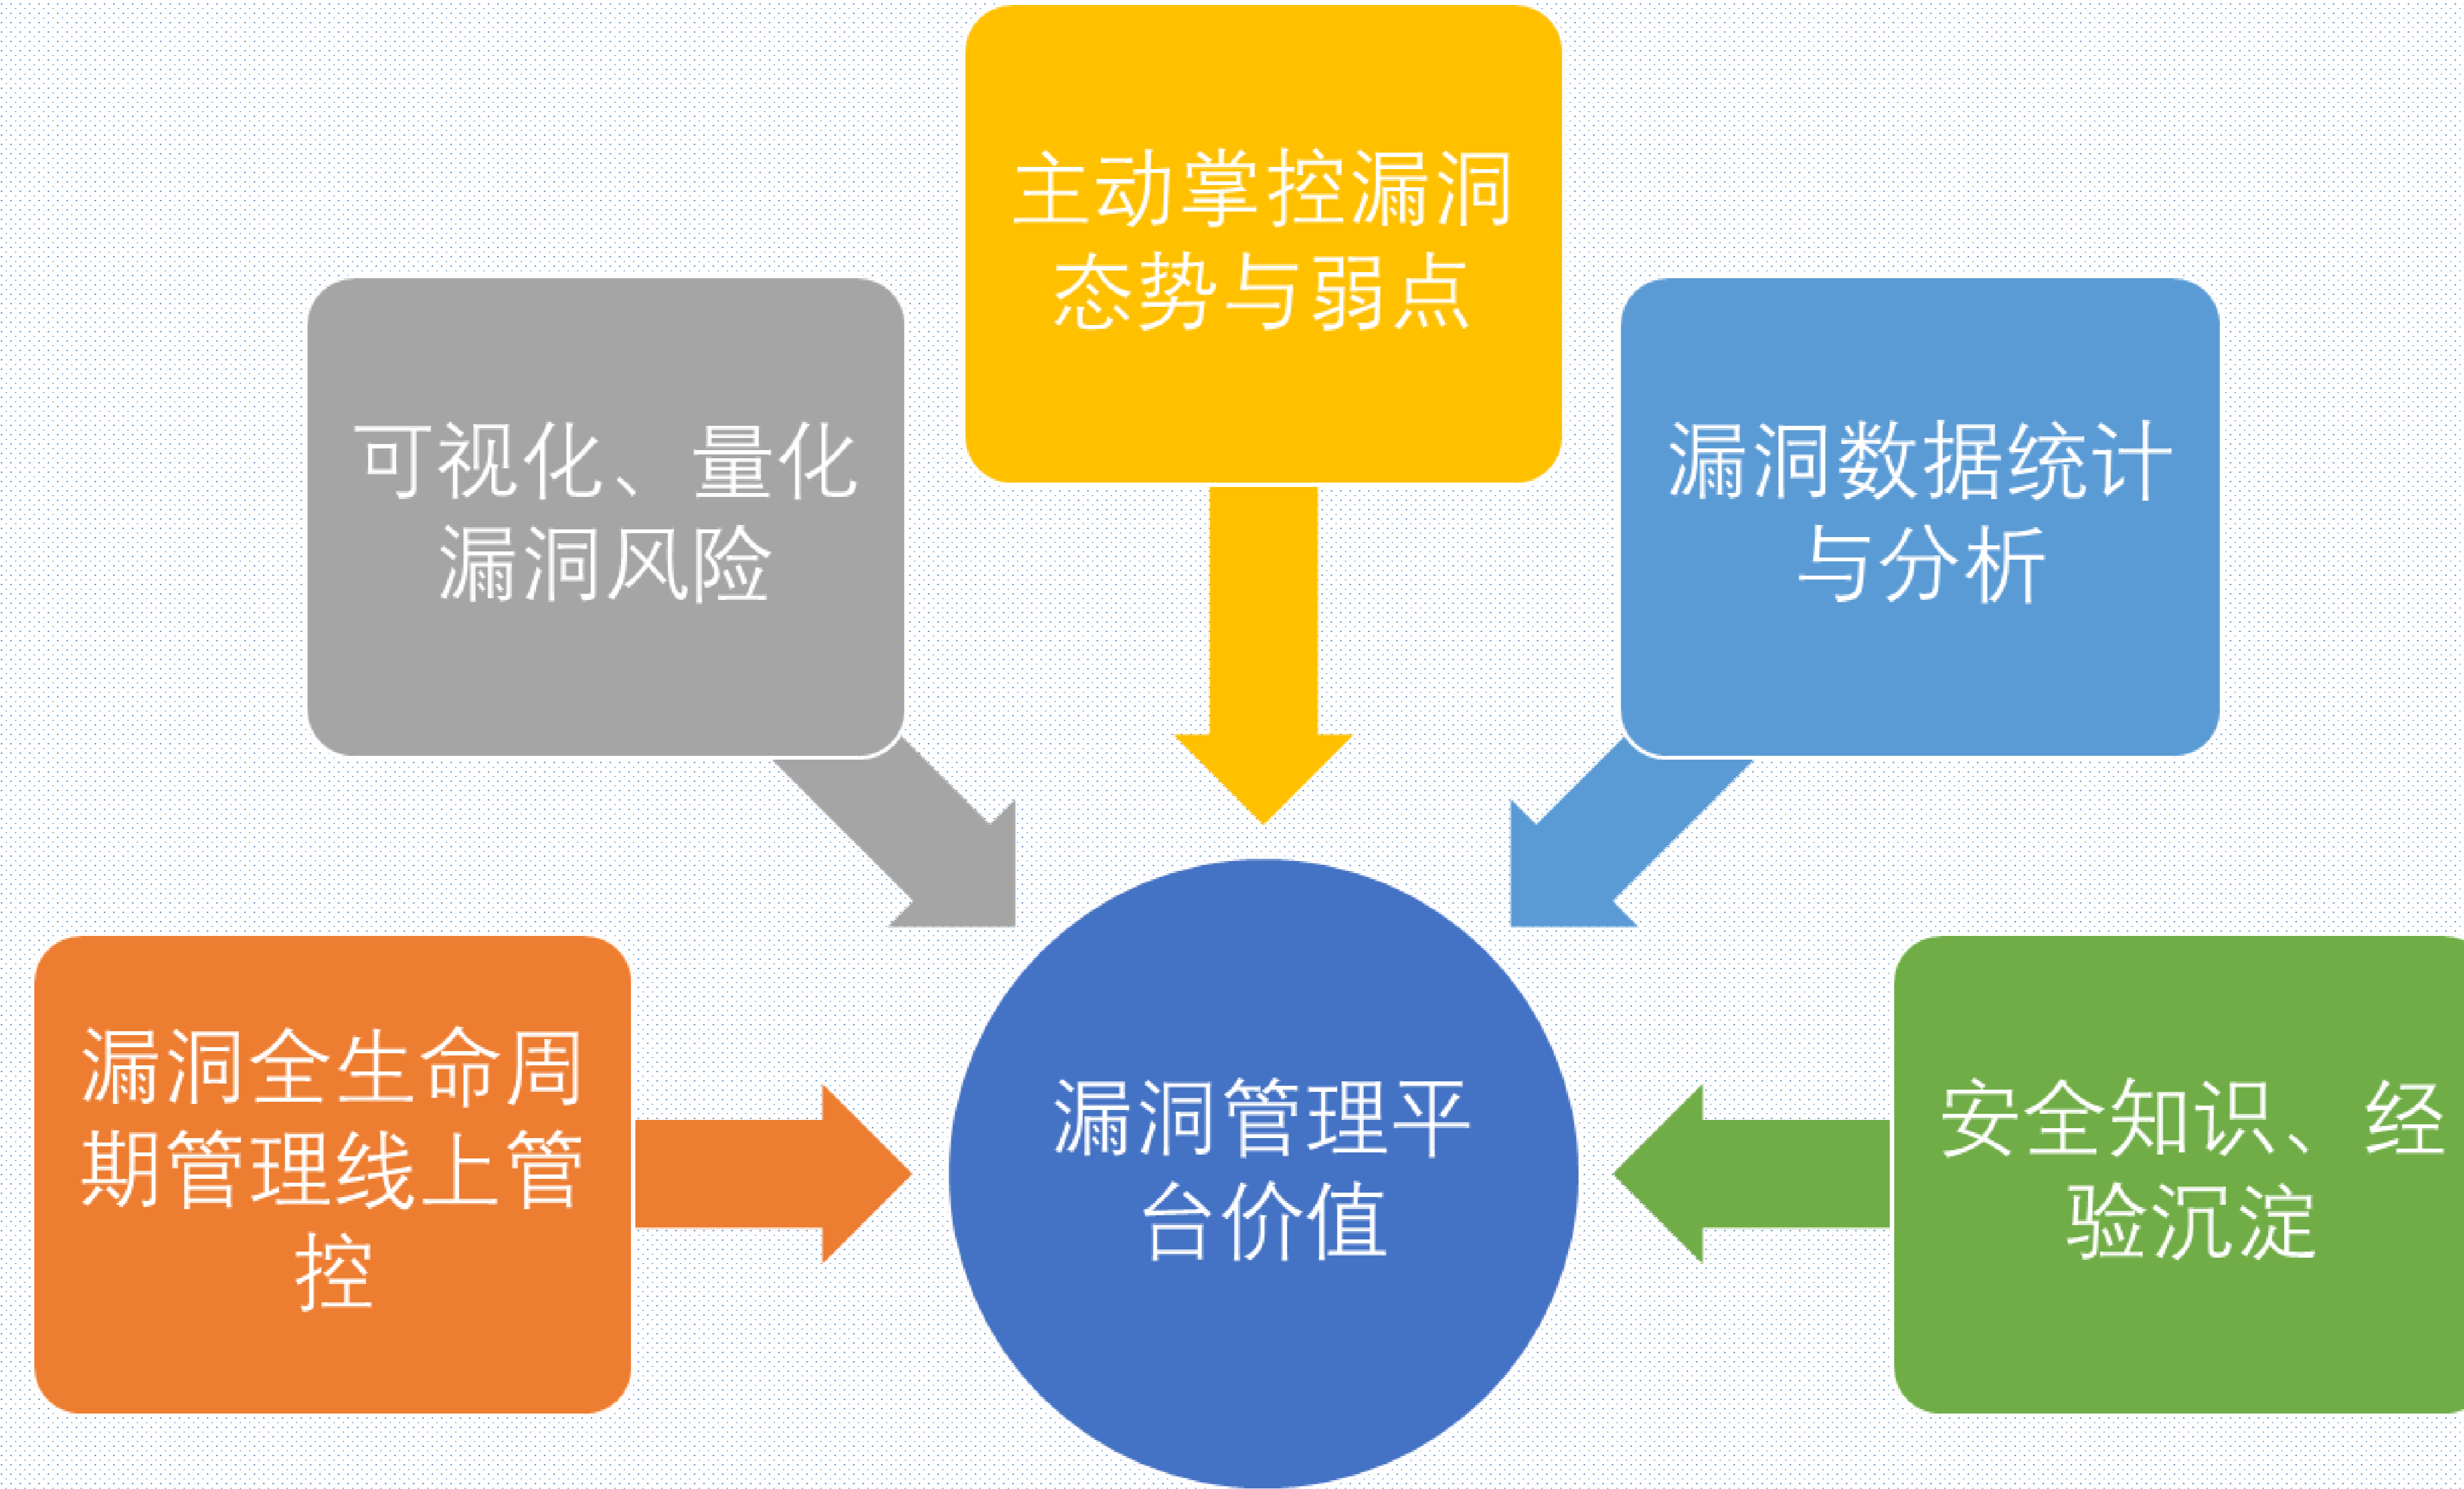 主动掌控漏洞
态势与弱点
可视化、量化
漏洞风险
漏洞数据统计
与分析
漏洞全生命周
期管理线上管
控
漏洞管理平
台价值
安全知识、经
验沉淀